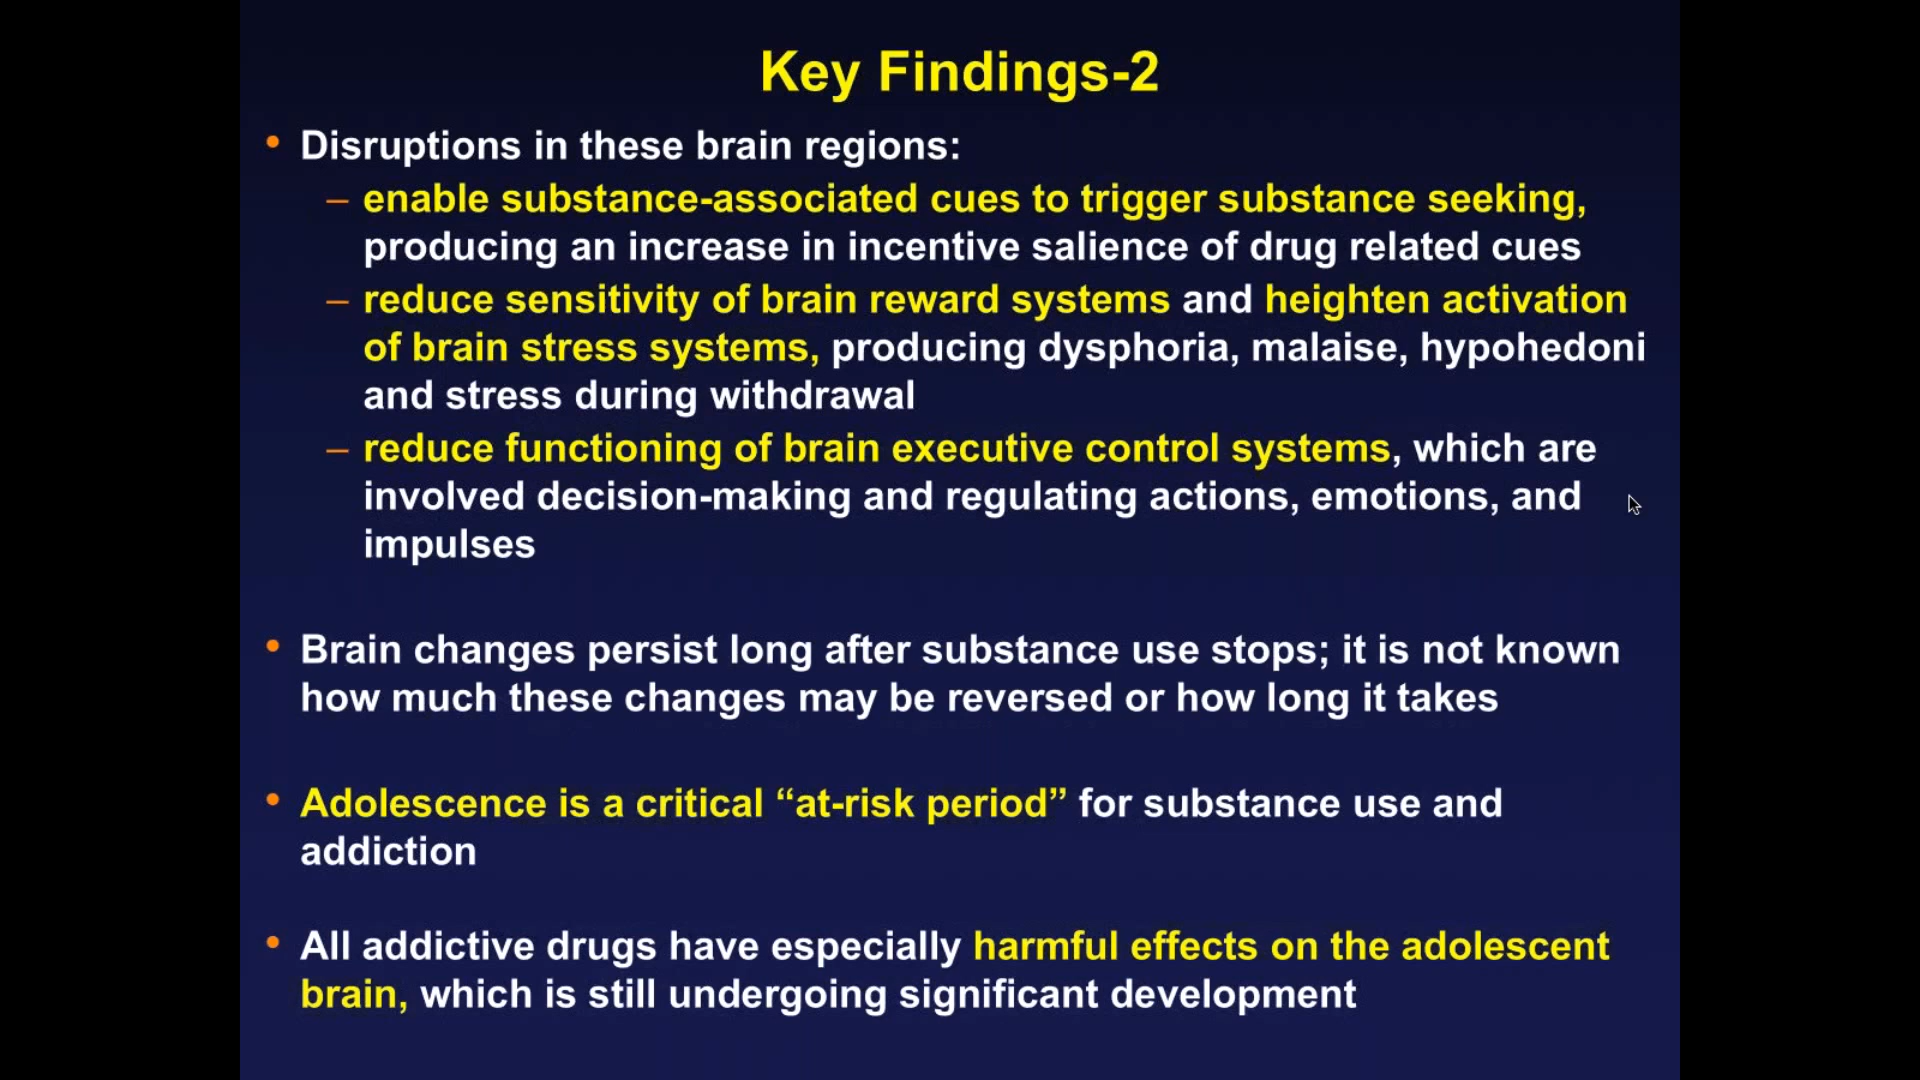 Key Findings-2
• Disruptions in these brain regions:
– enable substance-associated cues to trigger substance seeking,
producing an increase in incentive salience of drug related cues
– reduce sensitivity of brain reward systems and heighten activation
of brain stress systems, producing dysphoria, malaise, hypohedoni
and stress during withdrawal
– reduce functioning of brain executive control systems, which are
involved decision-making and regulating actions, emotions, and
impulses
• Brain changes persist long after substance use stops; it is not known
how much these changes may be reversed or how long it takes
• Adolescence is a critical “at-risk period” for substance use and
addiction
• All addictive drugs have especially harmful effects on the adolescent
brain, which is still undergoing significant development